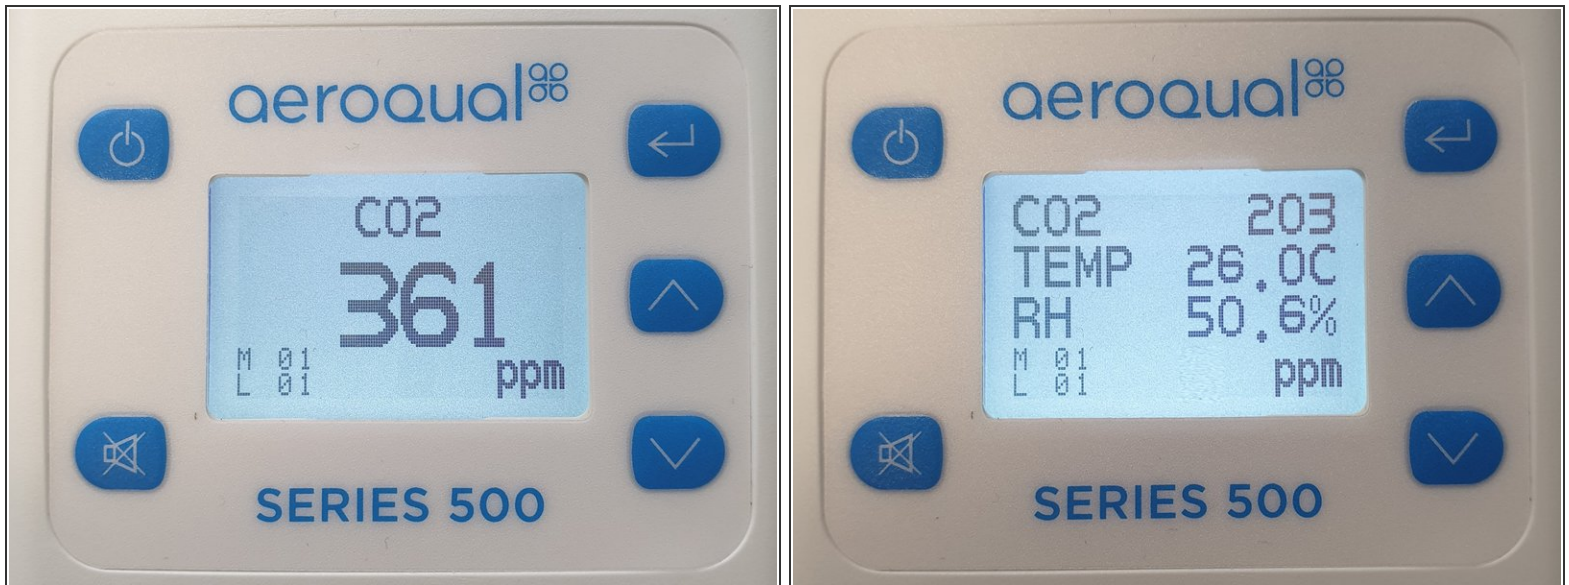 aeroqual
CO2
361
M 01
L 01
ppm
SERIES 500
aeroqual
CO2 203
TEMP 26.0C
RH 50.6%
M 01
L 01
ppm
SERIES 500